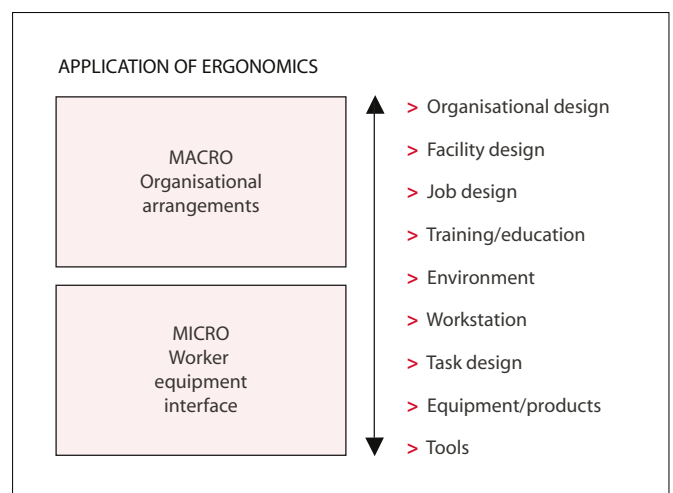 APPLICATION OF ERGONOMICS
MACRO
Organisational
arrangements
MICRO
Worker
equipment
interface
> Organisational design
> Facility design
> Job design
> Training/education
> Environment
> Workstation
> Task design
> Equipment/products
> Tools